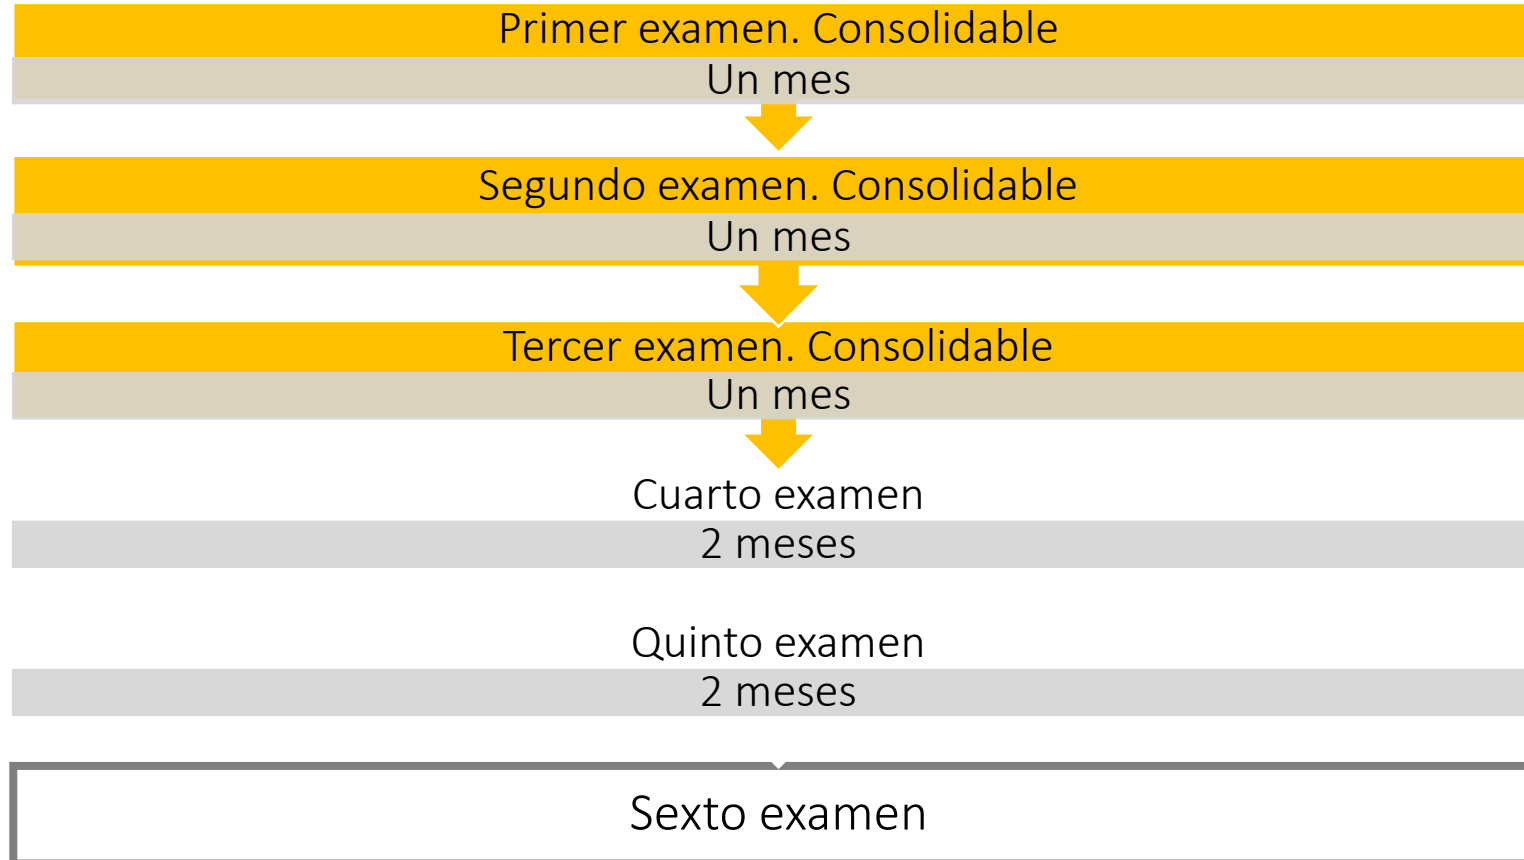 Primer examen. Consolidable
Un mes
Segundo examen. Consolidable
Un mes
Tercer examen. Consolidable
Un mes
Cuarto examen
2 meses
Quinto examen
2 meses
Sexto examen